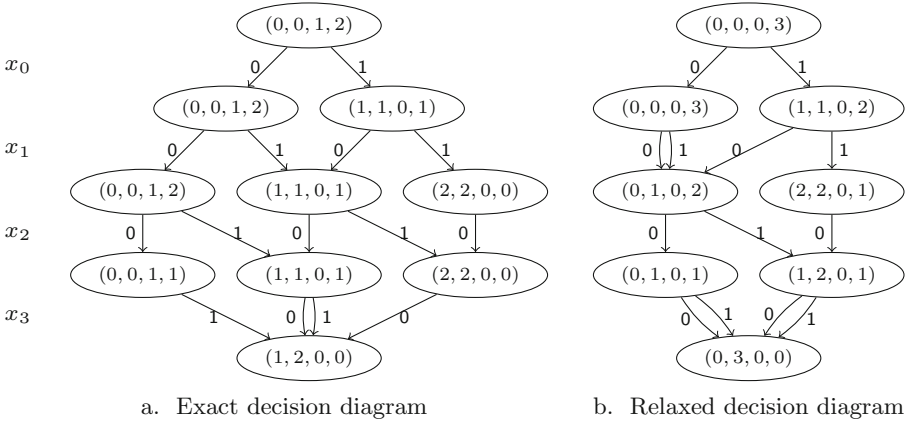 (0, 0, 1, 2) (0, 0, 0, 3)
x₀ 0 1 0 1
(0, 0, 1, 2) (1, 1, 0, 1) (0, 0, 0, 3) (1, 1, 0, 2)
x₁ 0 1 0 1 0 1 0 1
(0, 0, 1, 2) (1, 1, 0, 1) (2, 2, 0, 0) (0, 1, 0, 2) (2, 2, 0, 1)
x₂ 0 1 0 1 0 0 1 0
(0, 0, 1, 1) (1, 1, 0, 1) (2, 2, 0, 0) (0, 1, 0, 1) (1, 2, 0, 1)
x₃ 1 0 1 0 0 1 0 1
(1, 2, 0, 0) (0, 3, 0, 0)
a. Exact decision diagram b. Relaxed decision diagram